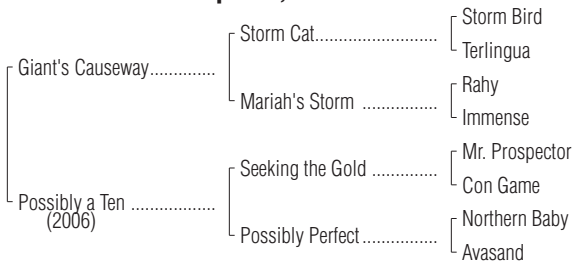 Giant's Causeway..............
Storm Cat..........................
Storm Bird
Terlingua
Mariah's Storm ................
Rahy
Immense
Possibly a Ten ..................
(2006)
Seeking the Gold ..............
Mr. Prospector
Con Game
Possibly Perfect................
Northern Baby
Avasand